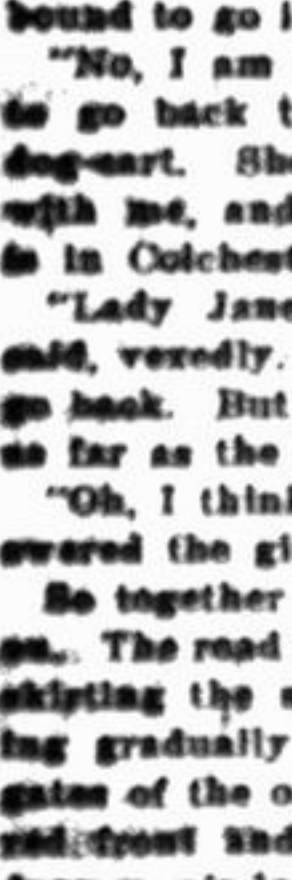 bound to go i
"No, I am
to go back t
dog-cart. She
with me, and
is in Colchest
"Lady Jane
said, vexedly.
go back. But
as far as the
"Oh, I thin
swered the gi
So together
on. The road
skirting the s
ing gradually
gates of the o
red front and